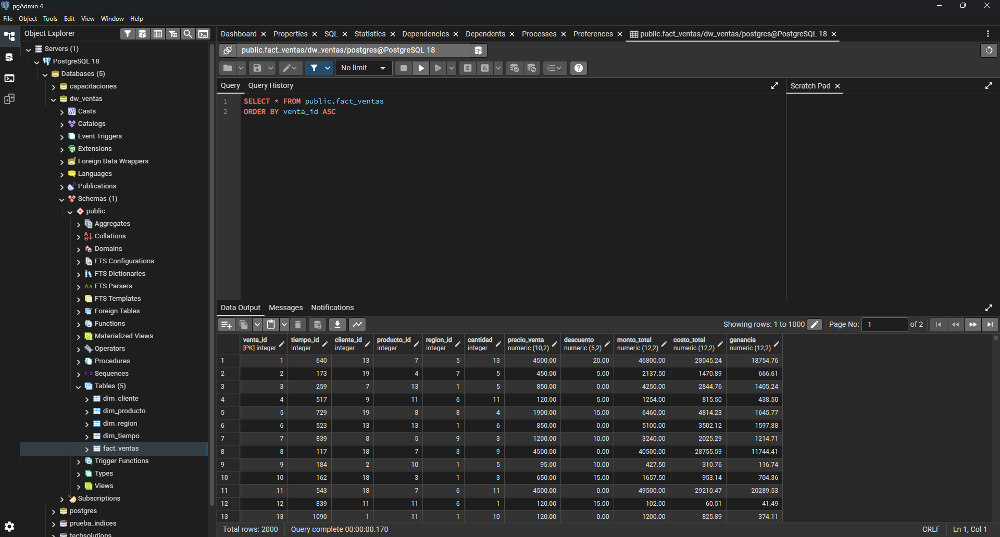 pgAdmin 4
File Object Tools Edit View Window Help
Object Explorer
Servers (1)
PostgreSQL 18
Databases (5)
capacitaciones
dw_ventas
Casts
Catalogs
Event Triggers
Extensions
Foreign Data Wrappers
Languages
Publications
Schemas (1)
public
Aggregates
Collations
Domains
FTS Configurations
FTS Dictionaries
Aa FTS Parsers
FTS Templates
Foreign Tables
Functions
Materialized Views
Operators
Procedures
1..3 Sequences
Tables (5)
dim_cliente
dim_producto
dim_region
dim_tiempo
fact_ventas
Trigger Functions
Types
Views
Subscriptions
postgres
prueba_indices
techsolutions
Dashboard Properties SQL Statistics Dependencies Dependents Processes Preferences public.fact_ventas/dw_ventas/postgres@PostgreSQL 18
public.fact_ventas/dw_ventas/postgres@PostgreSQL 18
No limit E
Query Query History
Scratch Pad
1 SELECT * FROM public.fact_ventas
2 ORDER BY venta_id ASC
Data Output Messages Notifications
Showing rows: 1 to 1000 Page No: 1 of 2
venta_id tiempo_id cliente_id producto_id region_id cantidad precio_venta descuento monto_total costo_total ganancia
[PK] integer integer integer integer integer integer numeric (10,2) numeric (5,2) numeric (12,2) numeric (12,2) numeric (12,2)
1 1 640 13 7 5 13 4500.00 20.00 46800.00 28045.24 18754.76
2 2 173 19 4 7 5 450.00 5.00 2137.50 1470.89 666.61
3 3 259 7 13 1 5 850.00 0.00 4250.00 2844.76 1405.24
4 4 517 9 11 6 11 120.00 5.00 1254.00 815.50 438.50
5 5 729 19 8 8 4 1900.00 15.00 6460.00 4814.23 1645.77
6 6 523 13 13 1 6 850.00 0.00 5100.00 3502.12 1597.88
7 7 839 8 5 9 3 1200.00 10.00 3240.00 2025.29 1214.71
8 8 117 18 7 3 9 4500.00 0.00 40500.00 28755.59 11744.41
9 9 184 2 10 1 5 95.00 10.00 427.50 310.76 116.74
10 10 162 18 3 1 3 650.00 15.00 1657.50 953.14 704.36
11 11 543 18 7 6 11 4500.00 0.00 49500.00 29210.47 20289.53
12 12 839 11 11 6 1 120.00 15.00 102.00 60.51 41.49
13 13 1090 1 11 1 10 120.00 0.00 1200.00 825.89 374.11
Total rows: 2000 Query complete 00:00:00.170 CRLF Ln 1, Col 1